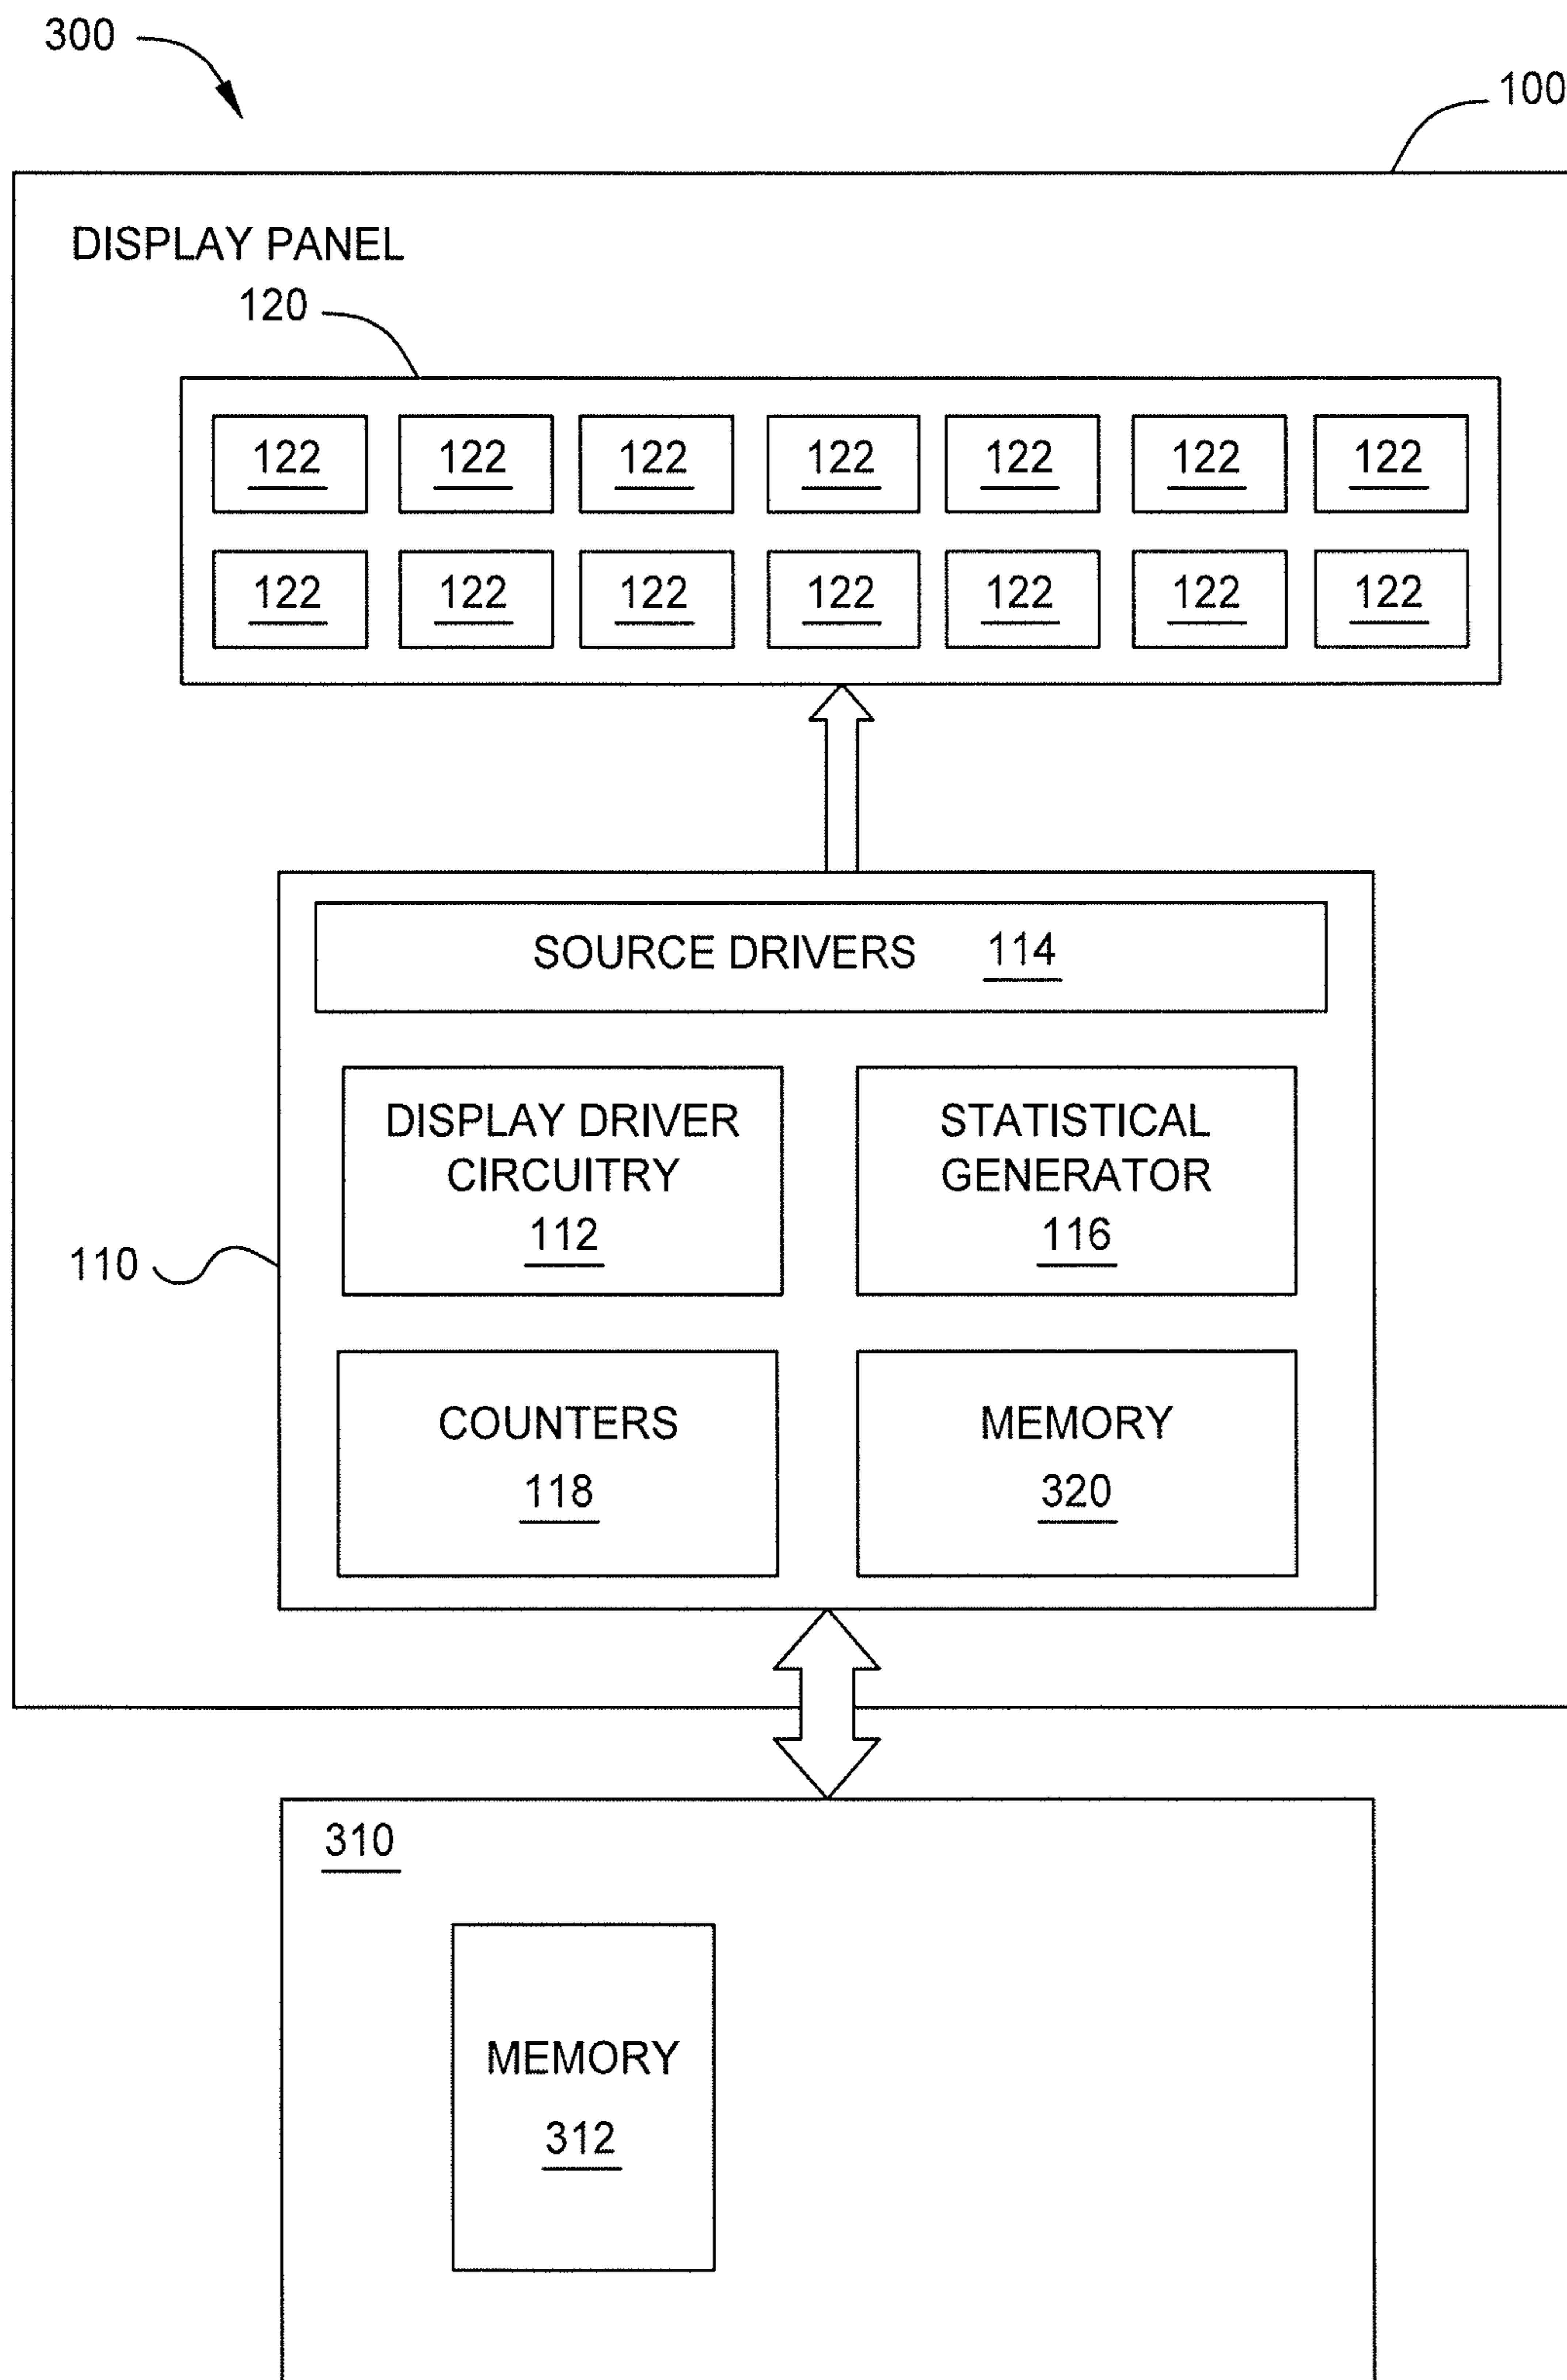 300
100
DISPLAY PANEL
120
122 122 122 122 122 122 122
122 122 122 122 122 122 122
SOURCE DRIVERS 114
DISPLAY DRIVER
CIRCUITRY
112
STATISTICAL
GENERATOR
116
110
COUNTERS
118
MEMORY
320
310
MEMORY
312